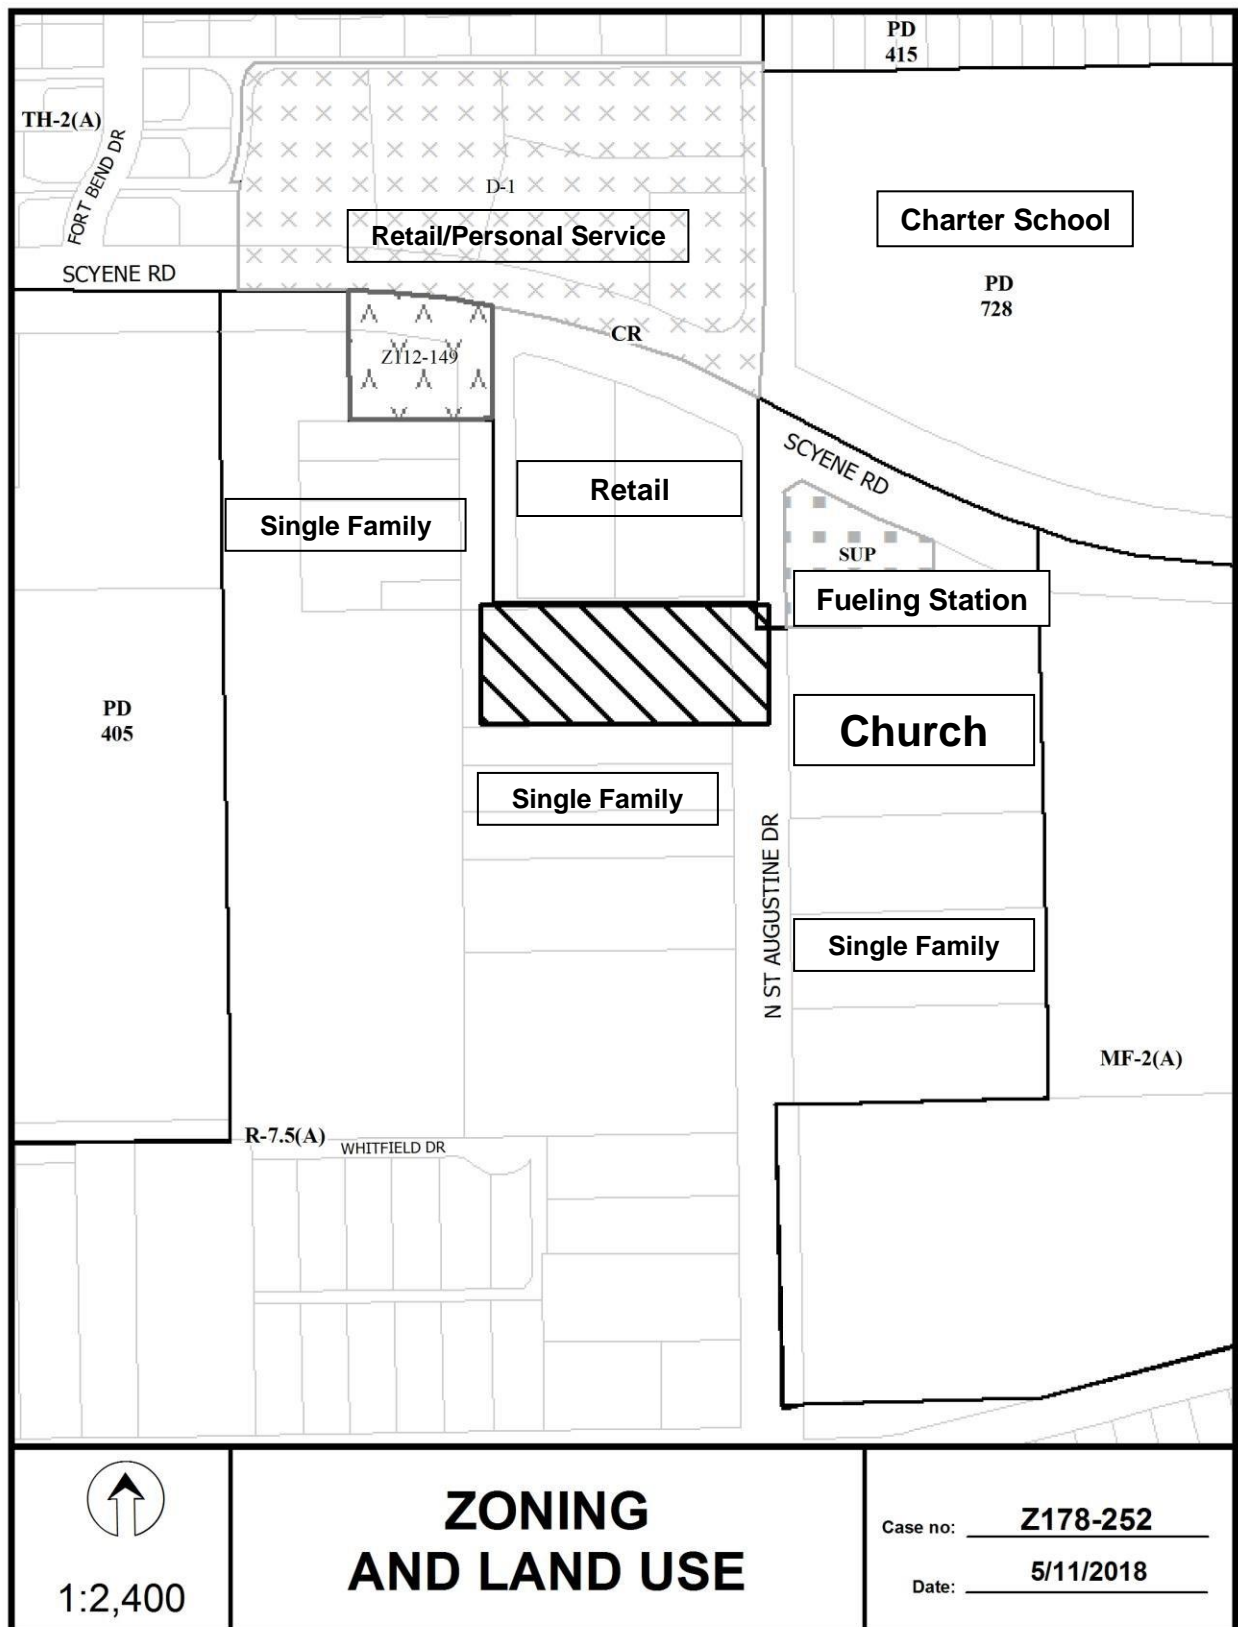 PD
415
TH-2(A)
FORT BEND DR
D-1
Retail/Personal Service
Charter School
SCYENE RD
PD
728
CR
Z112-149
SCYENE RD
Retail
Single Family
SUP
Fueling Station
PD
405
Church
Single Family
N ST AUGUSTINE DR
Single Family
MF-2(A)
R-7.5(A)
WHITFIELD DR
1:2,400
ZONING
AND LAND USE
Case no: Z178-252
Date: 5/11/2018